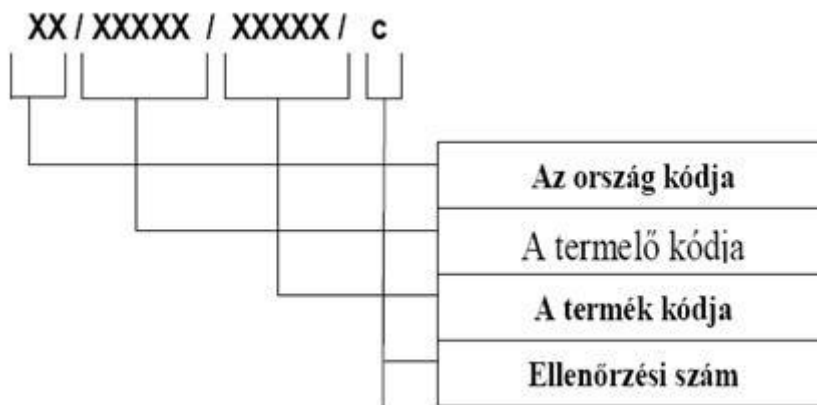 XX / XXXXX / XXXXX / c
Az ország kódja
A termelő kódja
A termék kódja
Ellenőrzési szám